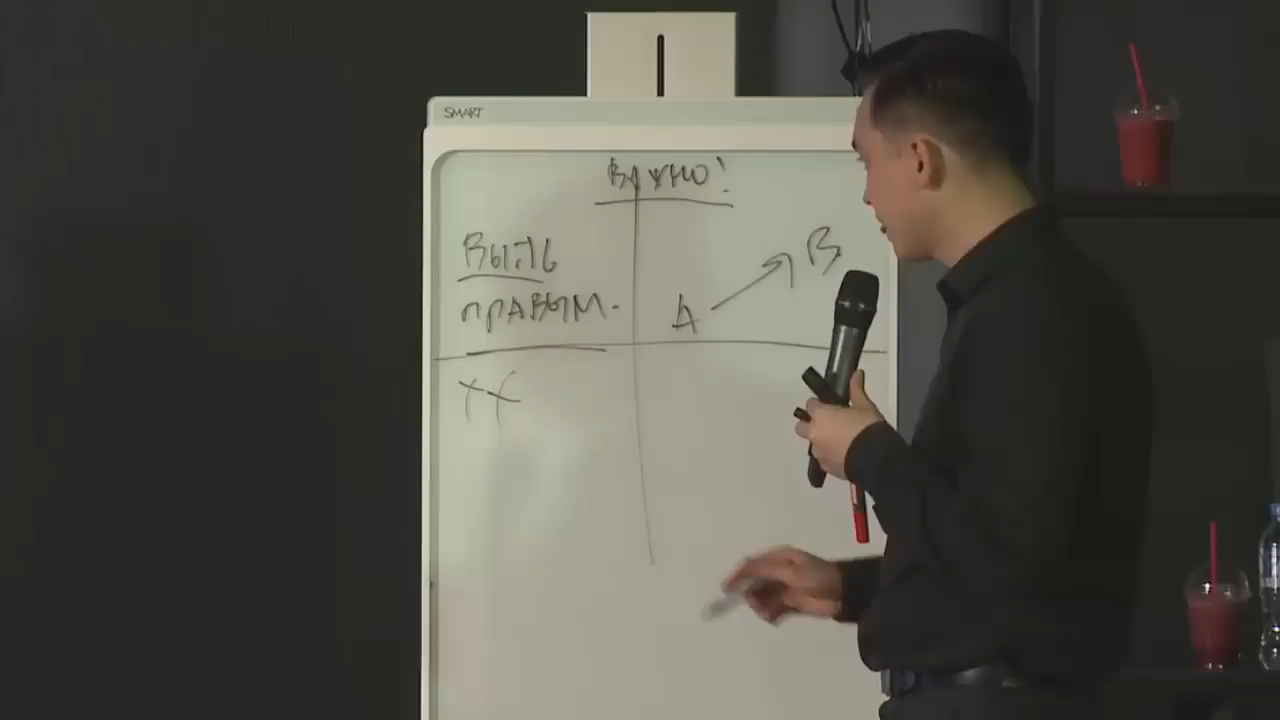 SMART
ВАЖНО!
БЫТЬ
ПРАВЫМ.
A → B
++